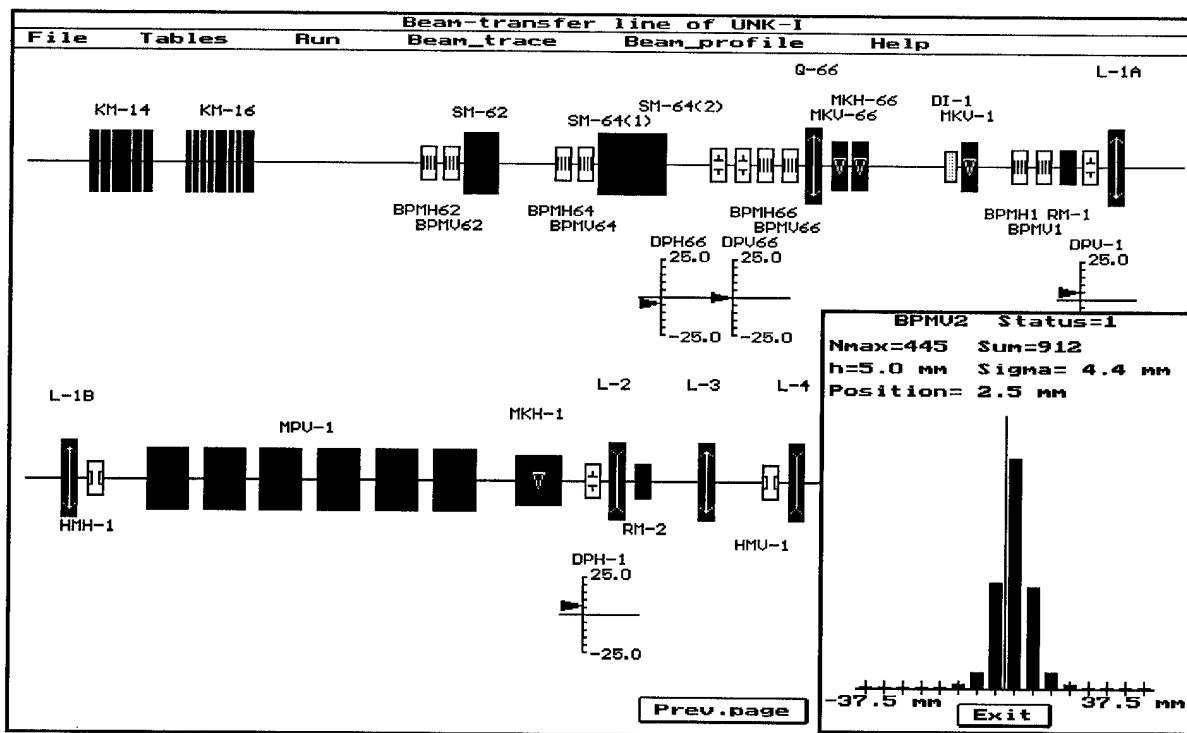 Beam-transfer line of UNK-I
File Tables Run Beam_trace Beam_profile Help
Q-66 L-1A
KM-14 KM-16 SM-62 SM-64(1) SM-64(2) MKH-66 DI-1
MKV-66 MKV-1
BPMH62 BPMH64 BPMH66 BPMH1 RM-1
BPMV62 BPMV64 BPMV66 BPMV1
DPH66 DPV66 DPV-1
25.0 25.0 25.0
-25.0 -25.0
BPMV2 Status=1
Nmax=445 Sum=912
h=5.0 mm Sigma= 4.4 mm
Position= 2.5 mm
L-1B L-2 L-3 L-4
MPV-1 MKH-1
HMH-1 RM-2 HMV-1
DPH-1
25.0
-25.0
-37.5 mm 37.5 mm
Prev.page Exit